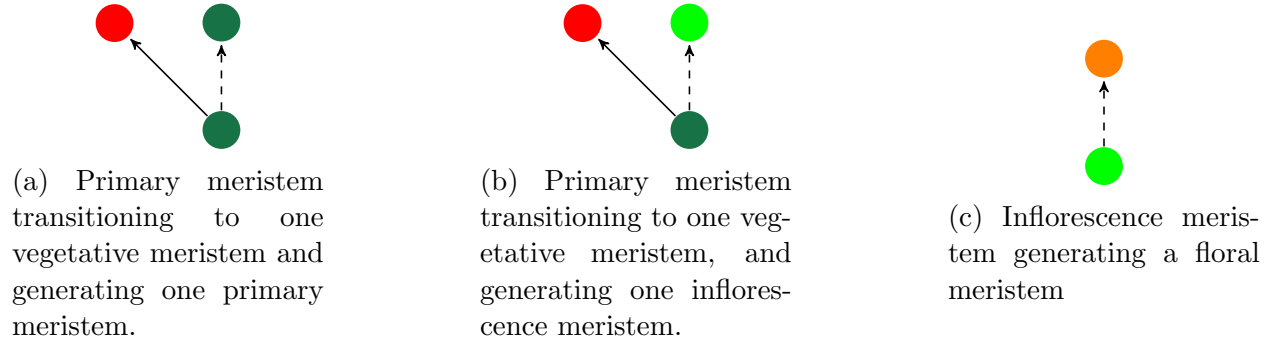 (a) Primary meristem
transitioning to one
vegetative meristem and
generating one primary
meristem.
(b) Primary meristem
transitioning to one veg-
etative meristem, and
generating one inflores-
cence meristem.
(c) Inflorescence meris-
tem generating a floral
meristem